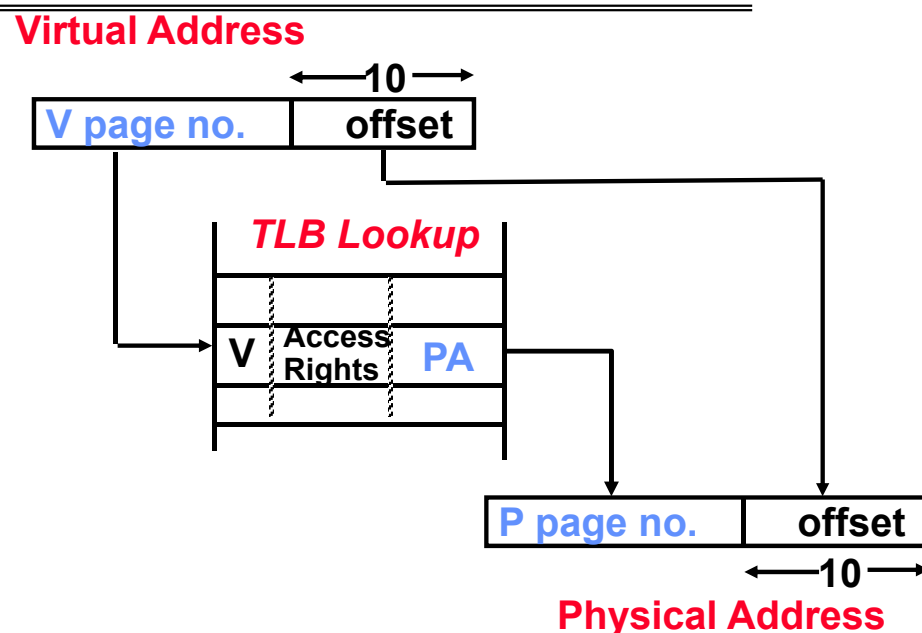 Virtual Address
10
V page no.
offset
TLB Lookup
V
Access
Rights
PA
P page no.
offset
10
Physical Address